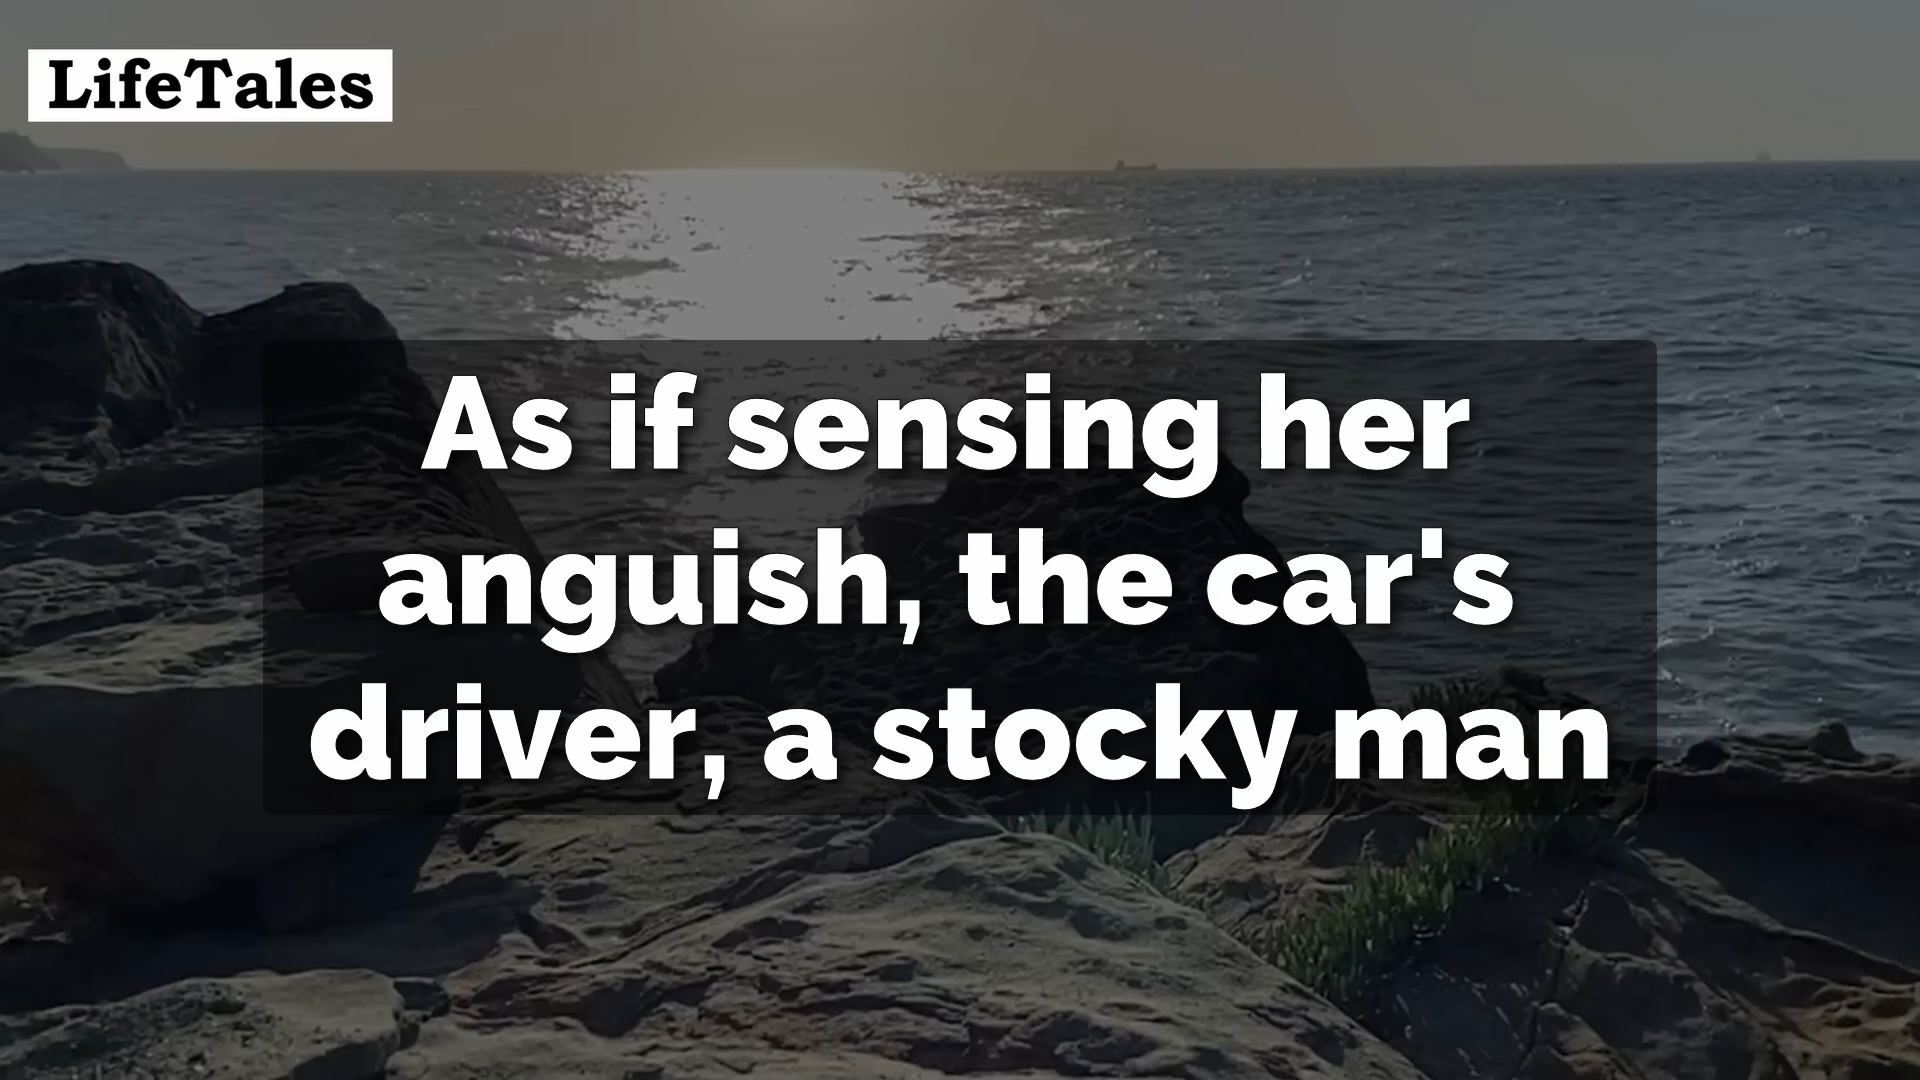 LifeTales
As if sensing her
anguish, the car's
driver, a stocky man